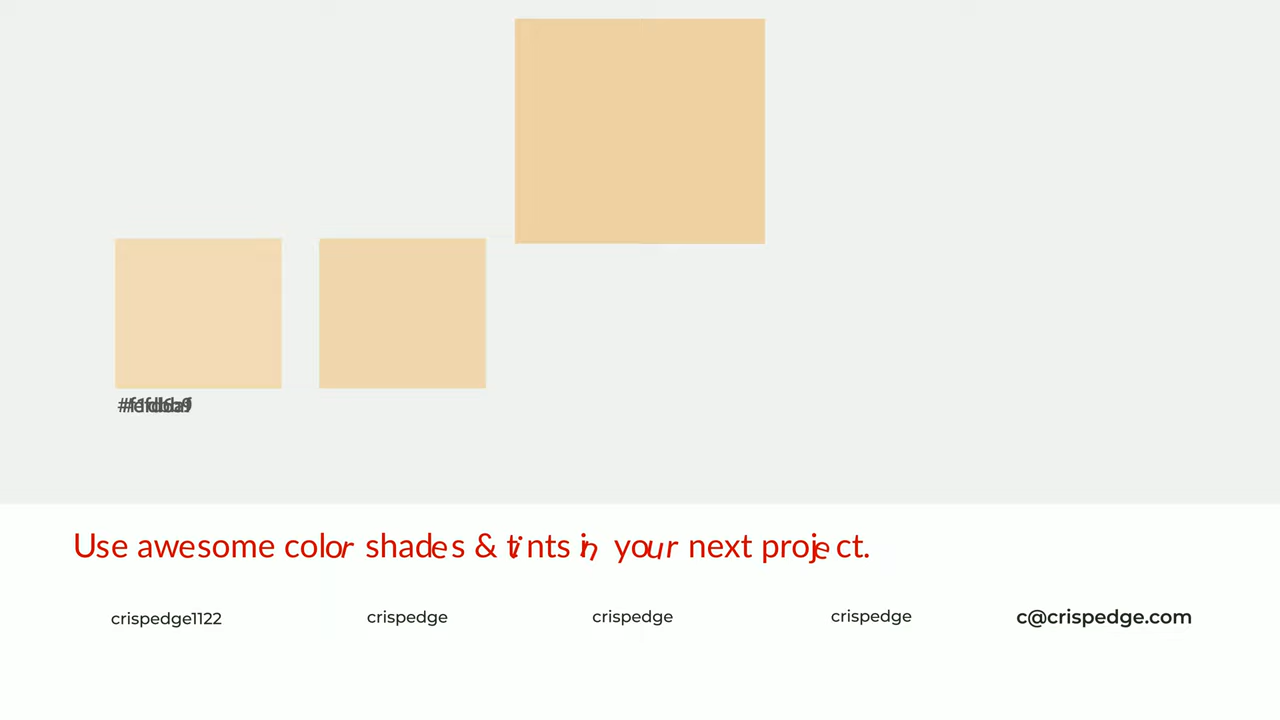 Use awesome color shades & tints in your next project.
crispedge1122 crispedge crispedge crispedge c@crispedge.com